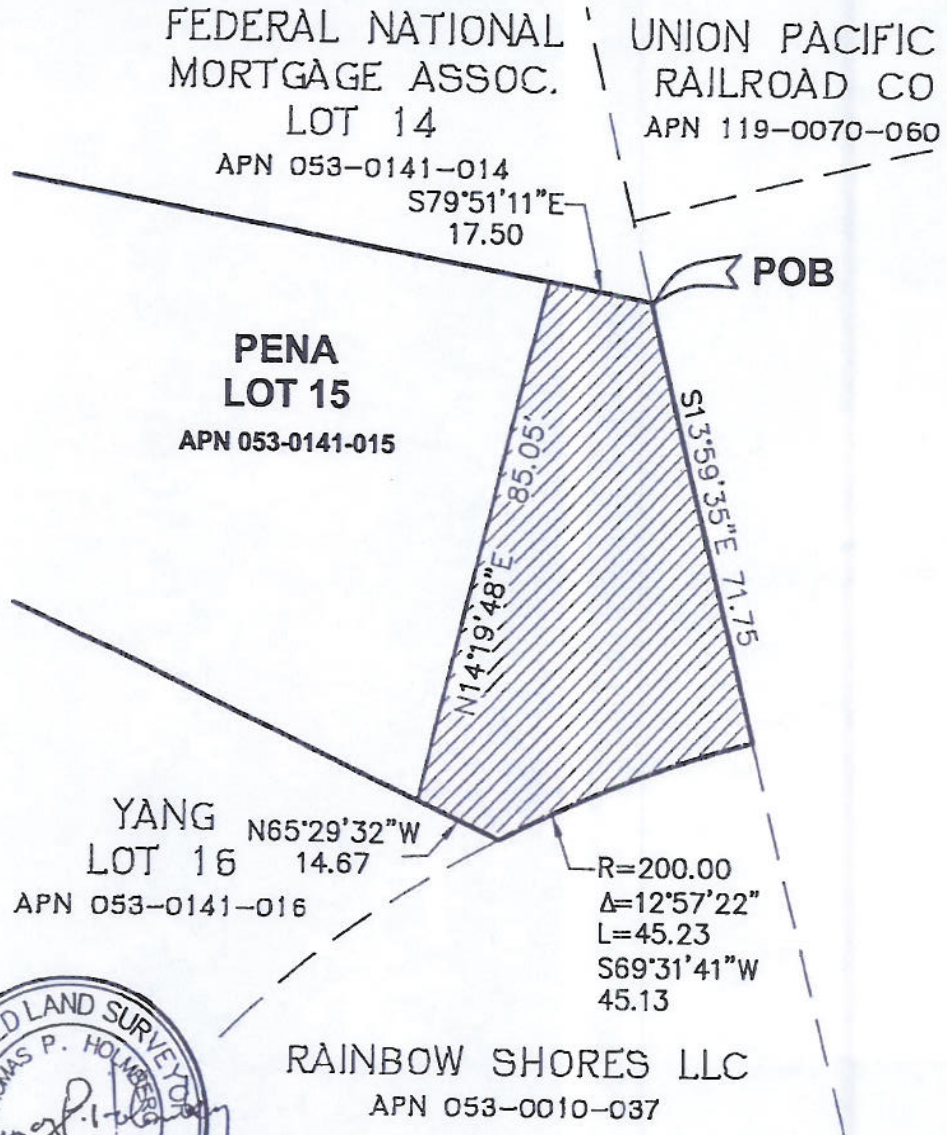 FEDERAL NATIONAL
MORTGAGE ASSOC.
LOT 14
APN 053-0141-014
UNION PACIFIC
RAILROAD CO
APN 119-0070-060
S79°51'11"E
17.50
POB
PENA
LOT 15
APN 053-0141-015
N14°19'48"E 85.05'
S13°59'35"E 71.75
YANG
LOT 16
APN 053-0141-016
N65°29'32"W
14.67
R=200.00
Δ=12°57'22"
L=45.23
S69°31'41"W
45.13
LAND SURVEYOR
P. HOLMBERG
RAINBOW SHORES LLC
APN 053-0010-037